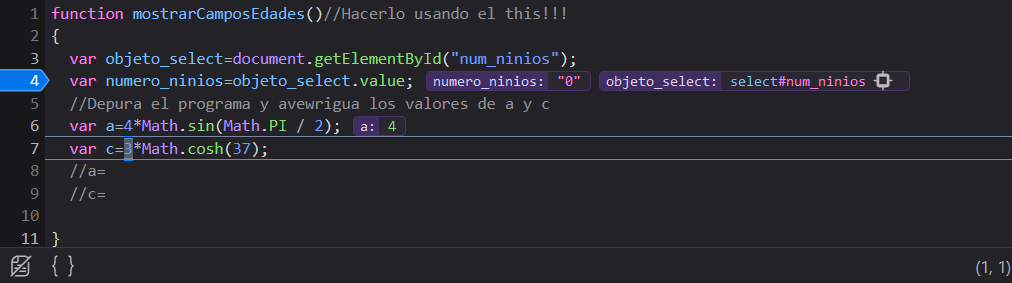 1 function mostrarCamposEdades()//Hacerlo usando el this!!!
2 {
3 var objeto_select=document.getElementById("num_ninios");
4 var numero_ninios=objeto_select.value; numero_ninios: "0" objeto_select: select#num_ninios
5 //Depura el programa y avewrigua los valores de a y c
6 var a=4*Math.sin(Math.PI / 2); a: 4
7 var c=3*Math.cosh(37);
8 //a=
9 //c=
10
11 }
{ } (1, 1)